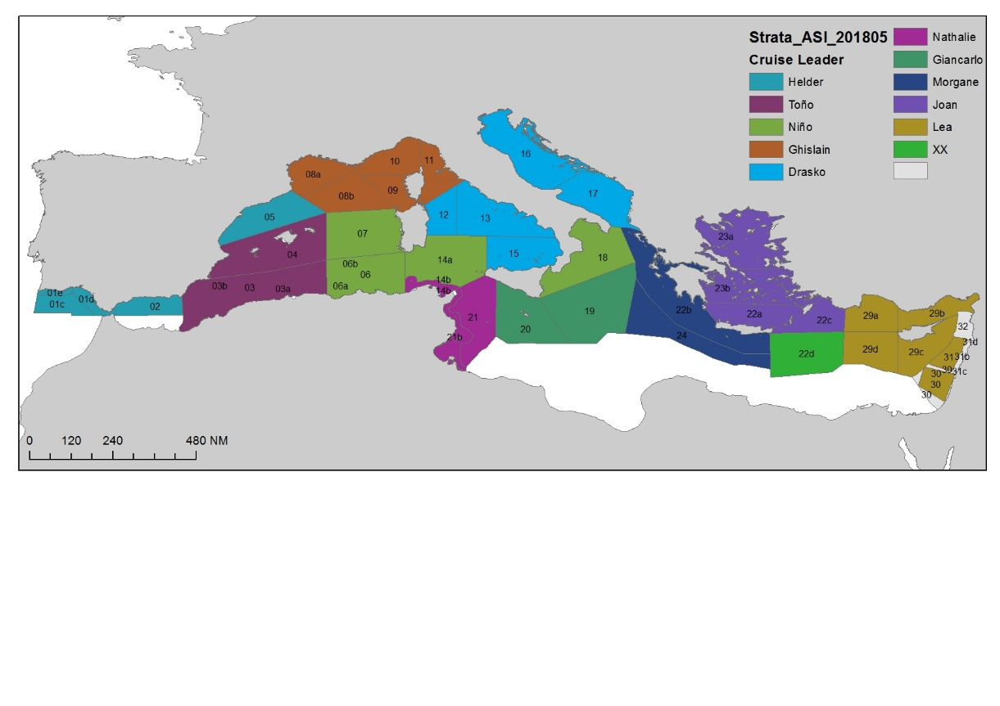 Strata_ASI_201805
Cruise Leader
Helder
Toño
Niño
Ghislain
Drasko
Nathalie
Giancarlo
Morgane
Joan
Lea
XX
16
10
11
08a
09
08b
17
05
12
13
07
23a
04
15
14a
18
06b
06
14b
03b
03
03a
06a
14b
23b
01e
01d
01c
02
22b
22a
22c
29a
29b
21
19
20
32
21b
24
31d
22d
29d
29c
31
31b
30
30
31c
30
30
0 120 240 480 NM